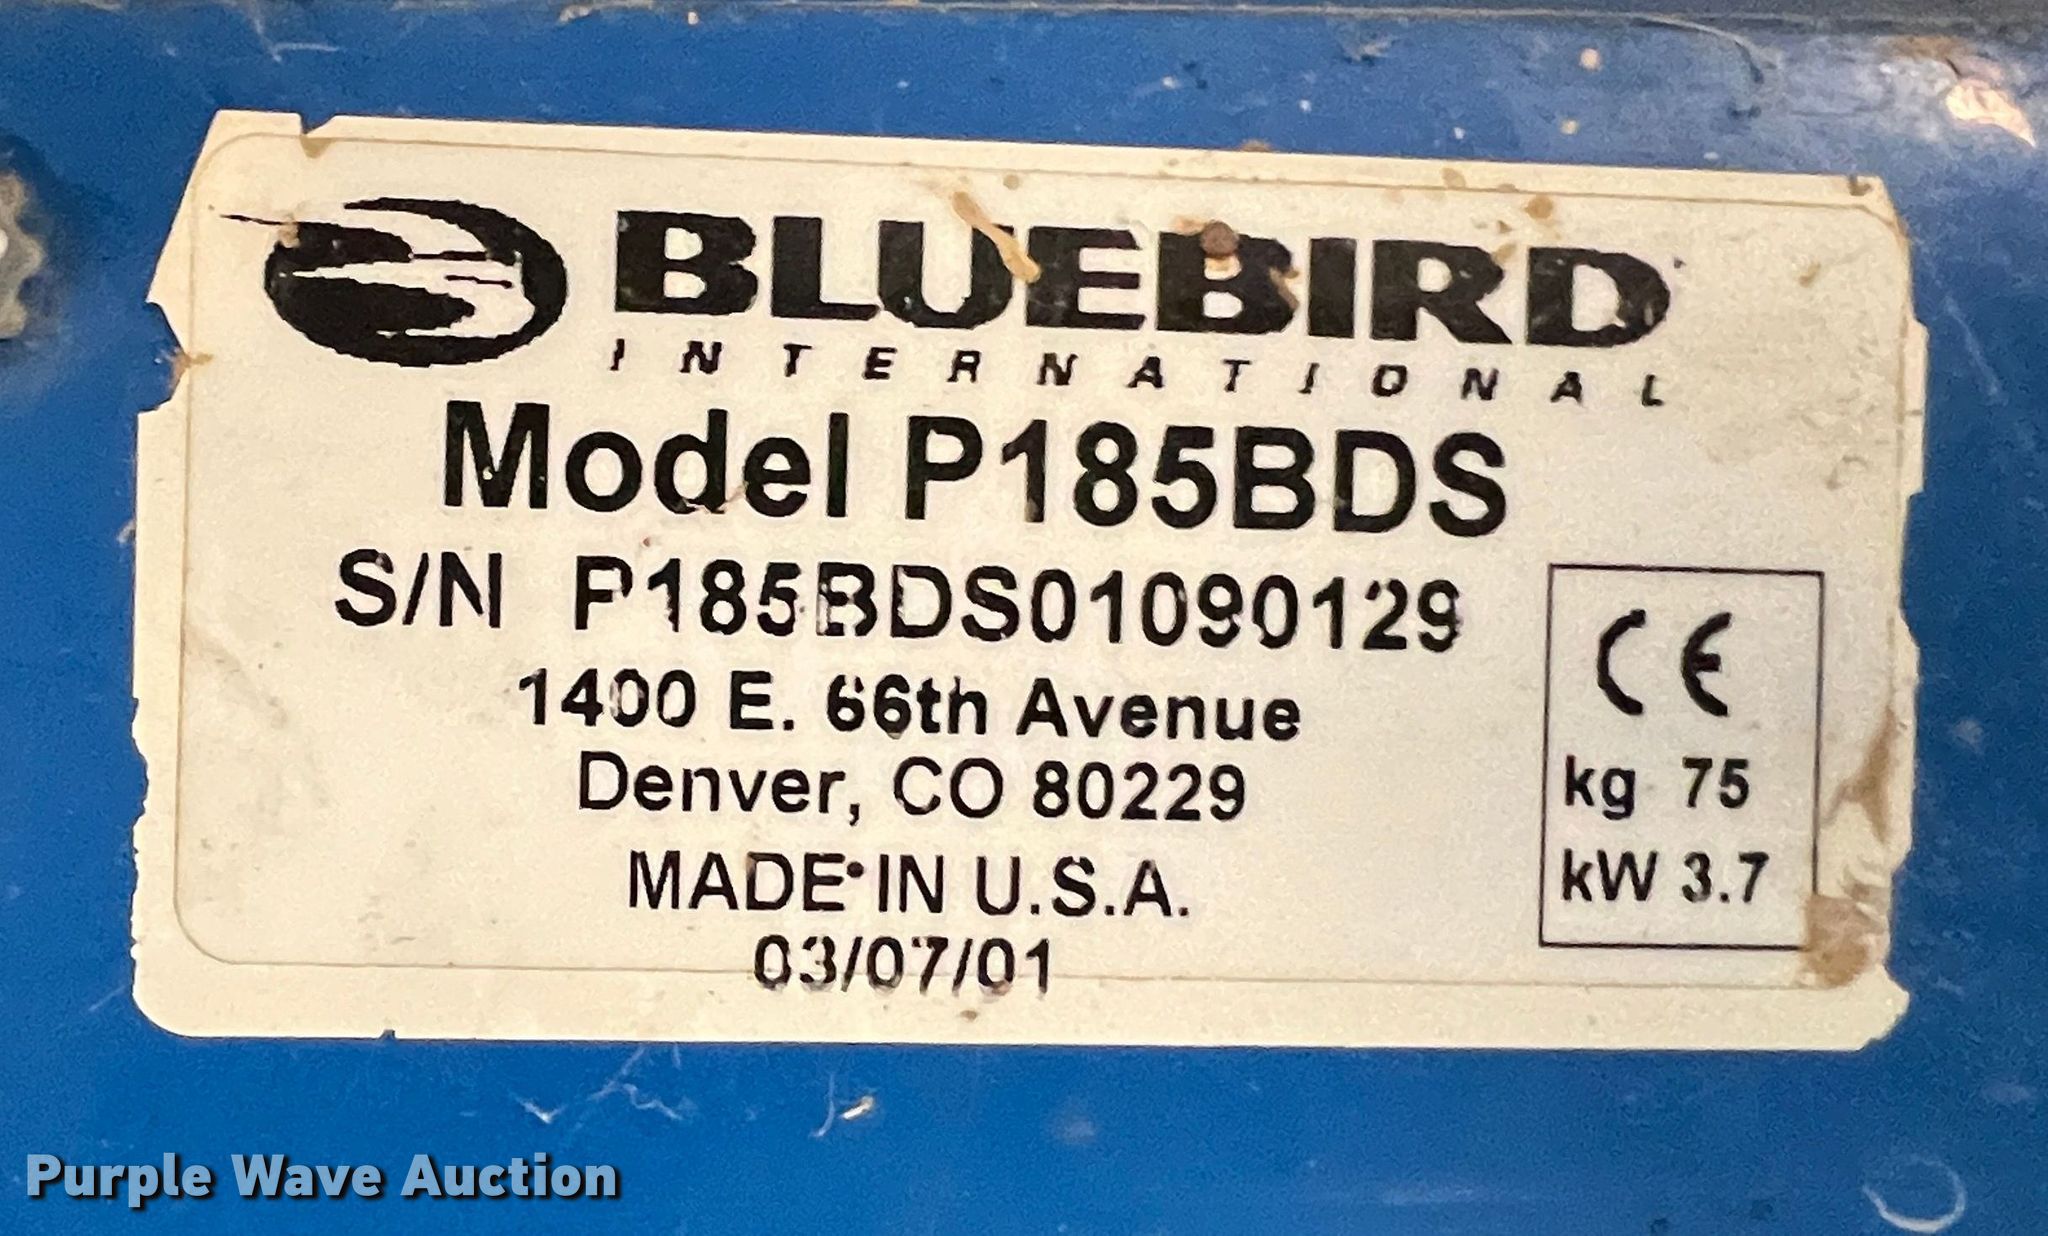 BLUEBIRD
INTERNATIONAL
Model P185BDS
S/N P185BDS01090129
1400 E. 66th Avenue
Denver, CO 80229
MADE IN U.S.A.
03/07/01
CE
kg 75
kW 3.7
Purple Wave Auction